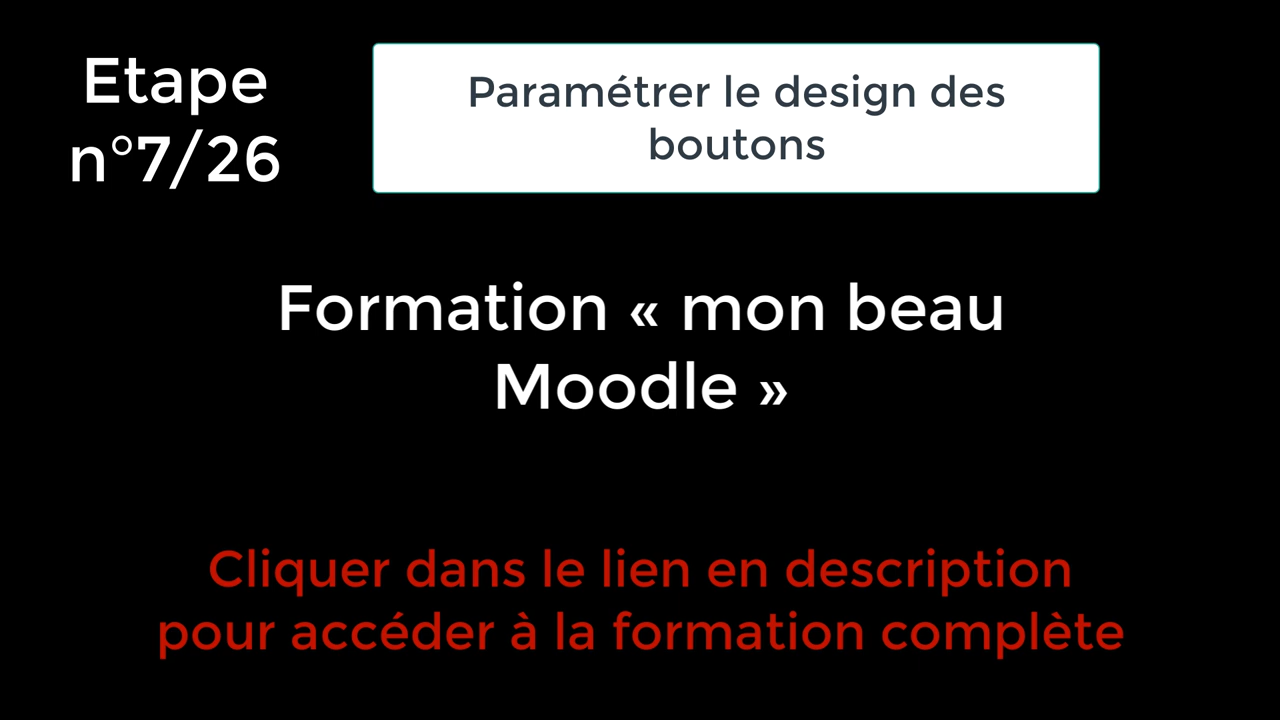 Etape
n°7/26
Paramétrer le design des
boutons
Formation « mon beau
Moodle »
Cliquer dans le lien en description
pour accéder à la formation complète